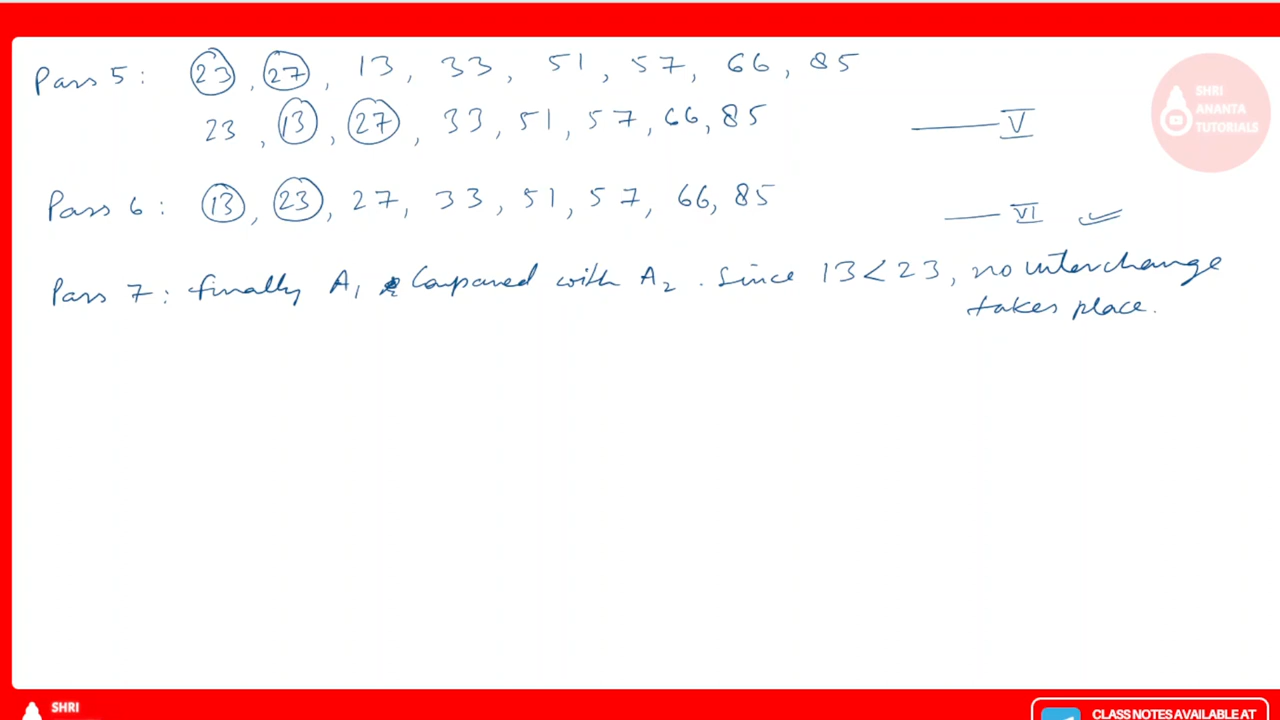 Pass 5: 23, 27, 13, 33, 51, 57, 66, 85
23, 13, 27, 33, 51, 57, 66, 85 — V
Pass 6: 13, 23, 27, 33, 51, 57, 66, 85 — VI
Pass 7: finally A1 Compared with A2. Since 13 < 23, no interchange
takes place.
SHRI
ANANTA
TUTORIALS
SHRI
CLASS NOTES AVAILABLE AT